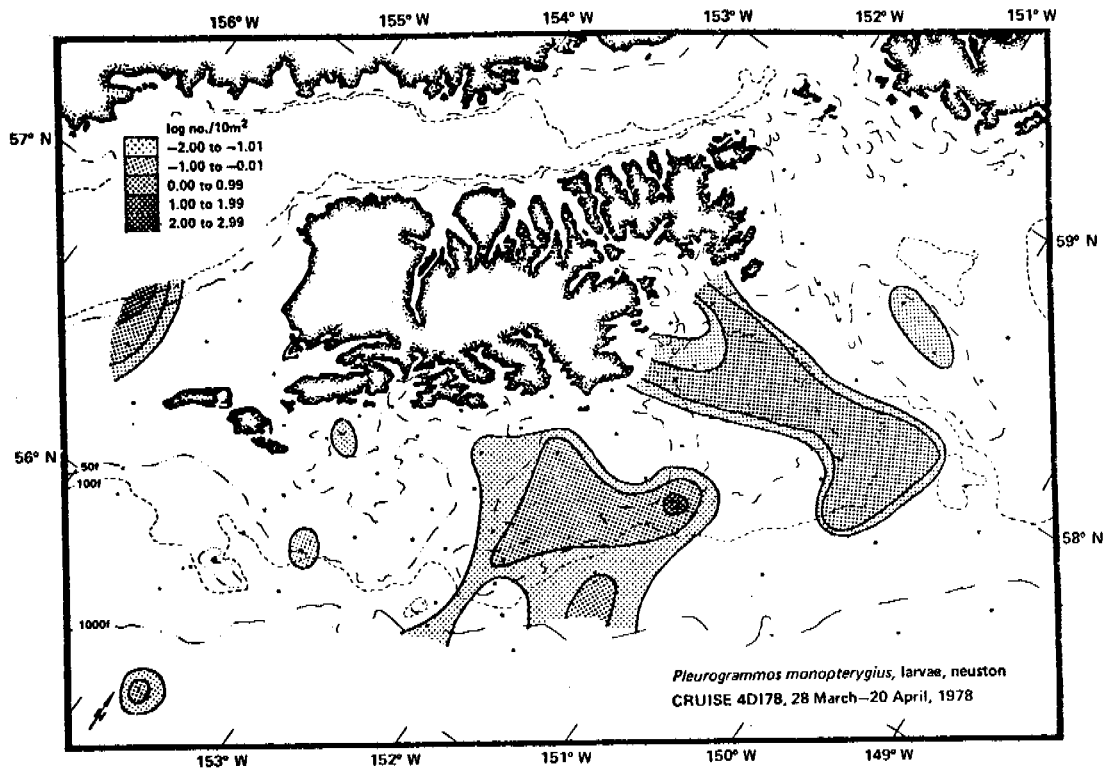 156° W 155° W 154° W 153° W 152° W 151° W
57° N
log no./10m²
−2.00 to −1.01
−1.00 to −0.01
0.00 to 0.99
1.00 to 1.99
2.00 to 2.99
59° N
56° N
50f
100f
58° N
1000f
N
Pleurogrammos monopterygius, larvae, neuston
CRUISE 4DI78, 28 March–20 April, 1978
153° W 152° W 151° W 150° W 149° W